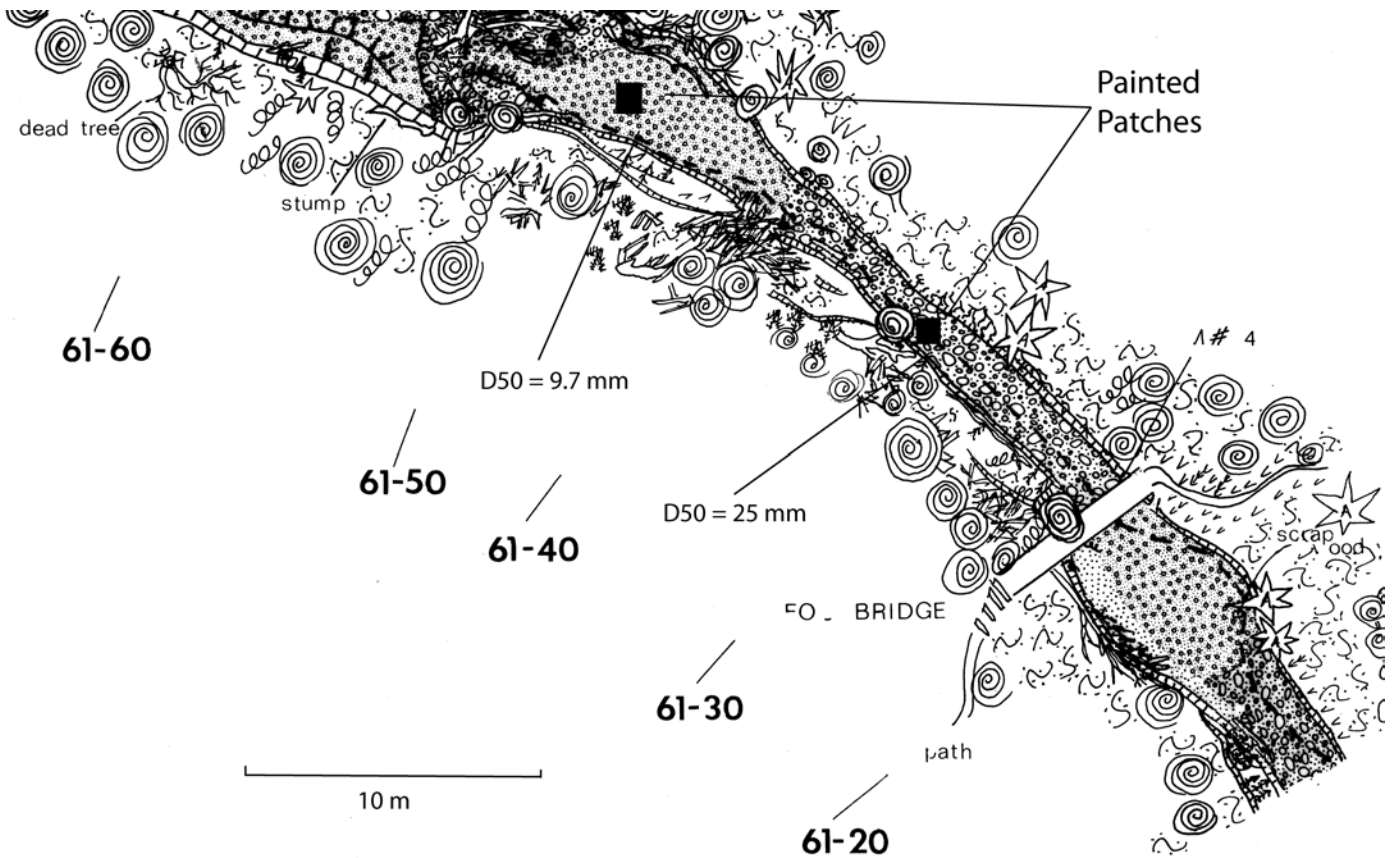 Painted
Patches
dead tree
stump
61-60
D50 = 9.7 mm
# 4
61-50
D50 = 25 mm
61-40
A
scrap
BRIDGE
61-30
path
10 m
61-20